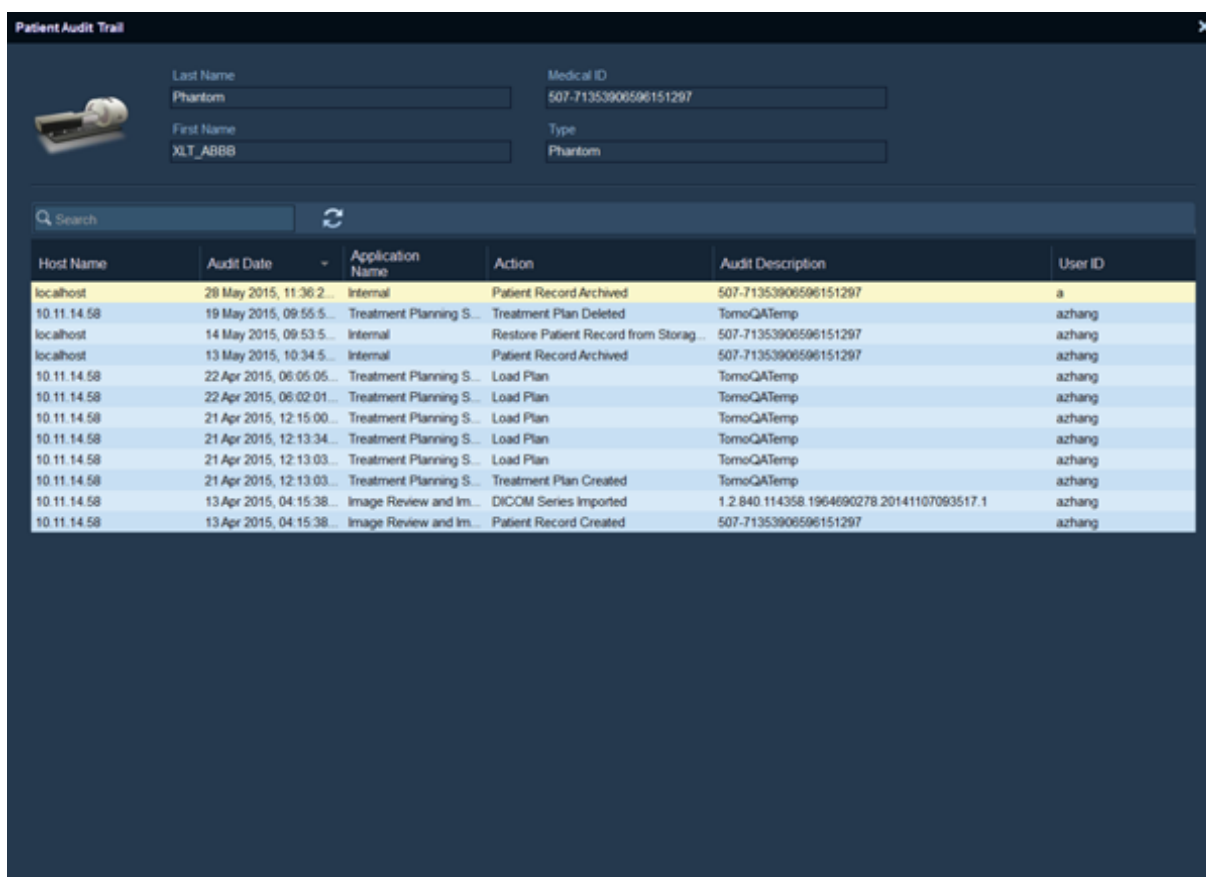 Patient Audit Trail
Last Name
Medical ID
Phantom
507-71353906596151297
First Name
Type
XLT_ABBB
Phantom
Search
Host Name Audit Date Application Name Action Audit Description User ID
localhost 28 May 2015, 11:36:2... Internal Patient Record Archived 507-71353906596151297 a
10.11.14.58 19 May 2015, 09:55:5... Treatment Planning S... Treatment Plan Deleted TomoQATemp azhang
localhost 14 May 2015, 09:53:5... Internal Restore Patient Record from Storag... 507-71353906596151297 azhang
localhost 13 May 2015, 10:34:5... Internal Patient Record Archived 507-71353906596151297 azhang
10.11.14.58 22 Apr 2015, 06:05:05... Treatment Planning S... Load Plan TomoQATemp azhang
10.11.14.58 22 Apr 2015, 06:02:01... Treatment Planning S... Load Plan TomoQATemp azhang
10.11.14.58 21 Apr 2015, 12:15:00... Treatment Planning S... Load Plan TomoQATemp azhang
10.11.14.58 21 Apr 2015, 12:13:34... Treatment Planning S... Load Plan TomoQATemp azhang
10.11.14.58 21 Apr 2015, 12:13:03... Treatment Planning S... Load Plan TomoQATemp azhang
10.11.14.58 21 Apr 2015, 12:13:03... Treatment Planning S... Treatment Plan Created TomoQATemp azhang
10.11.14.58 13 Apr 2015, 04:15:38... Image Review and Im... DICOM Series Imported 1.2.840.114358.1964690278.20141107093517.1 azhang
10.11.14.58 13 Apr 2015, 04:15:38... Image Review and Im... Patient Record Created 507-71353906596151297 azhang